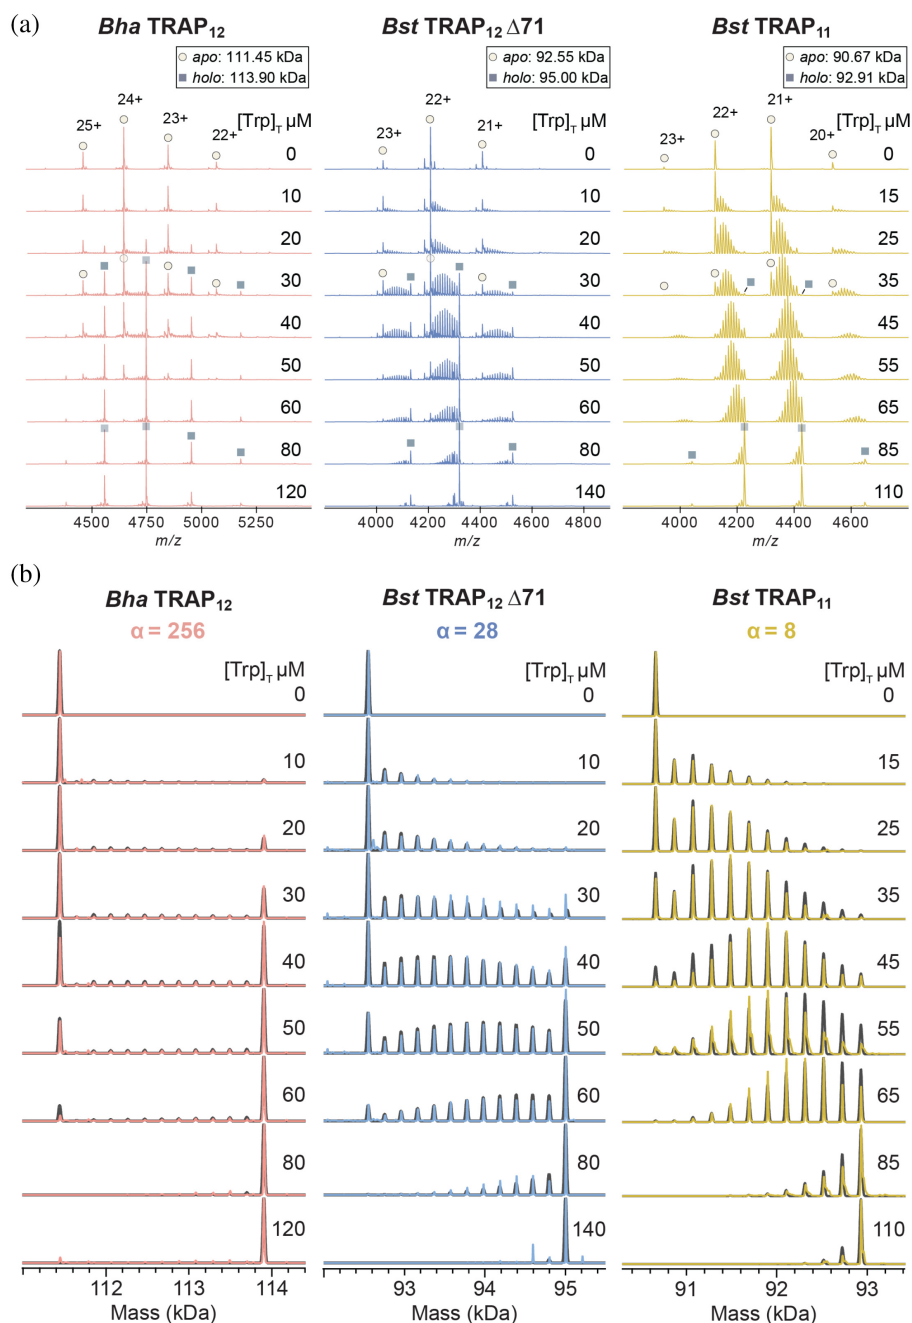 (a)
Bha TRAP₁₂
apo: 111.45 kDa
holo: 113.90 kDa
25+ 24+ 23+ 22+
[Trp]T µM
0
10
20
30
40
50
60
80
120
4500 4750 5000 5250
m/z
Bst TRAP₁₂ Δ71
apo: 92.55 kDa
holo: 95.00 kDa
23+ 22+ 21+
[Trp]T µM
0
10
20
30
40
50
60
80
140
4000 4200 4400 4600 4800
m/z
Bst TRAP₁₁
apo: 90.67 kDa
holo: 92.91 kDa
23+ 22+ 21+ 20+
[Trp]T µM
0
15
25
35
45
55
65
85
110
4000 4200 4400 4600
m/z
(b)
Bha TRAP₁₂
α = 256
[Trp]T µM
0
10
20
30
40
50
60
80
120
112 113 114
Mass (kDa)
Bst TRAP₁₂ Δ71
α = 28
[Trp]T µM
0
10
20
30
40
50
60
80
140
93 94 95
Mass (kDa)
Bst TRAP₁₁
α = 8
[Trp]T µM
0
15
25
35
45
55
65
85
110
91 92 93
Mass (kDa)